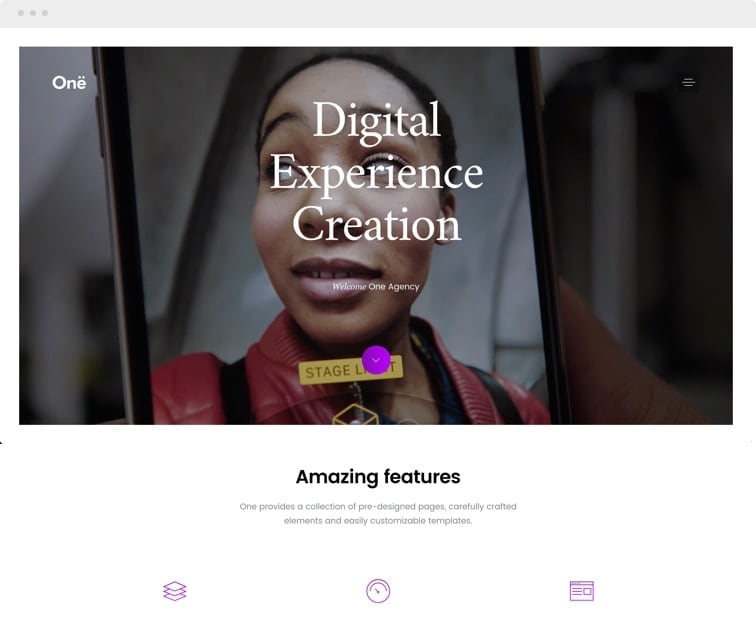 Onë
Digital
Experience
Creation
Welcome One Agency
STAGE
Amazing features
One provides a collection of pre-designed pages, carefully crafted
elements and easily customizable templates.